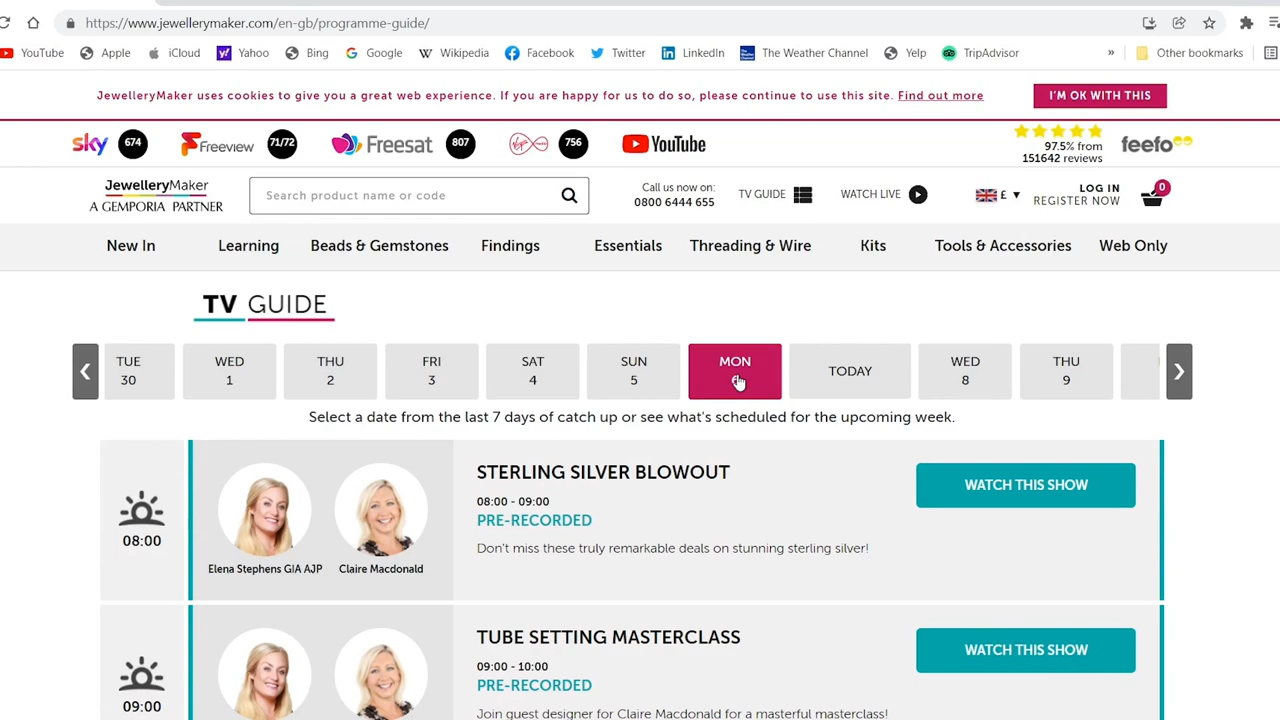 https://www.jewellerymaker.com/en-gb/programme-guide/
YouTube Apple iCloud Yahoo Bing Google Wikipedia Facebook Twitter LinkedIn The Weather Channel Yelp TripAdvisor » Other bookmarks
JewelleryMaker uses cookies to give you a great web experience. If you are happy for us to do so, please continue to use this site. Find out more
I'M OK WITH THIS
sky 674 Freeview 71/72 Freesat 807 756 YouTube
97.5% from
151642 reviews
feefo
JewelleryMaker
A GEMPORIA PARTNER
Search product name or code
Call us now on:
0800 6444 655
TV GUIDE
WATCH LIVE
£ ▼
LOG IN
REGISTER NOW
0
New In Learning Beads & Gemstones Findings Essentials Threading & Wire Kits Tools & Accessories Web Only
TV GUIDE
TUE WED THU FRI SAT SUN MON TODAY WED THU
30 1 2 3 4 5 8 9
Select a date from the last 7 days of catch up or see what's scheduled for the upcoming week.
08:00
Elena Stephens GIA AJP Claire Macdonald
STERLING SILVER BLOWOUT
08:00 - 09:00
PRE-RECORDED
Don't miss these truly remarkable deals on stunning sterling silver!
WATCH THIS SHOW
09:00
TUBE SETTING MASTERCLASS
09:00 - 10:00
PRE-RECORDED
Join guest designer for Claire Macdonald for a masterful masterclass!
WATCH THIS SHOW